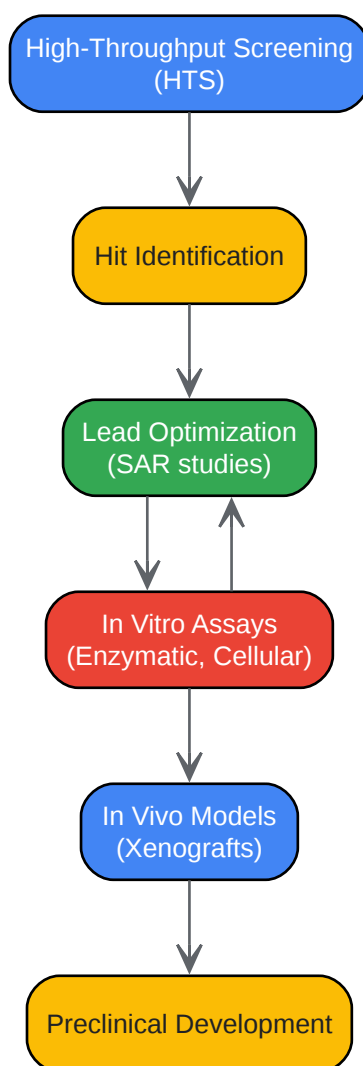 High-Throughput Screening
(HTS)
Hit Identification
Lead Optimization
(SAR studies)
In Vitro Assays
(Enzymatic, Cellular)
In Vivo Models
(Xenografts)
Preclinical Development